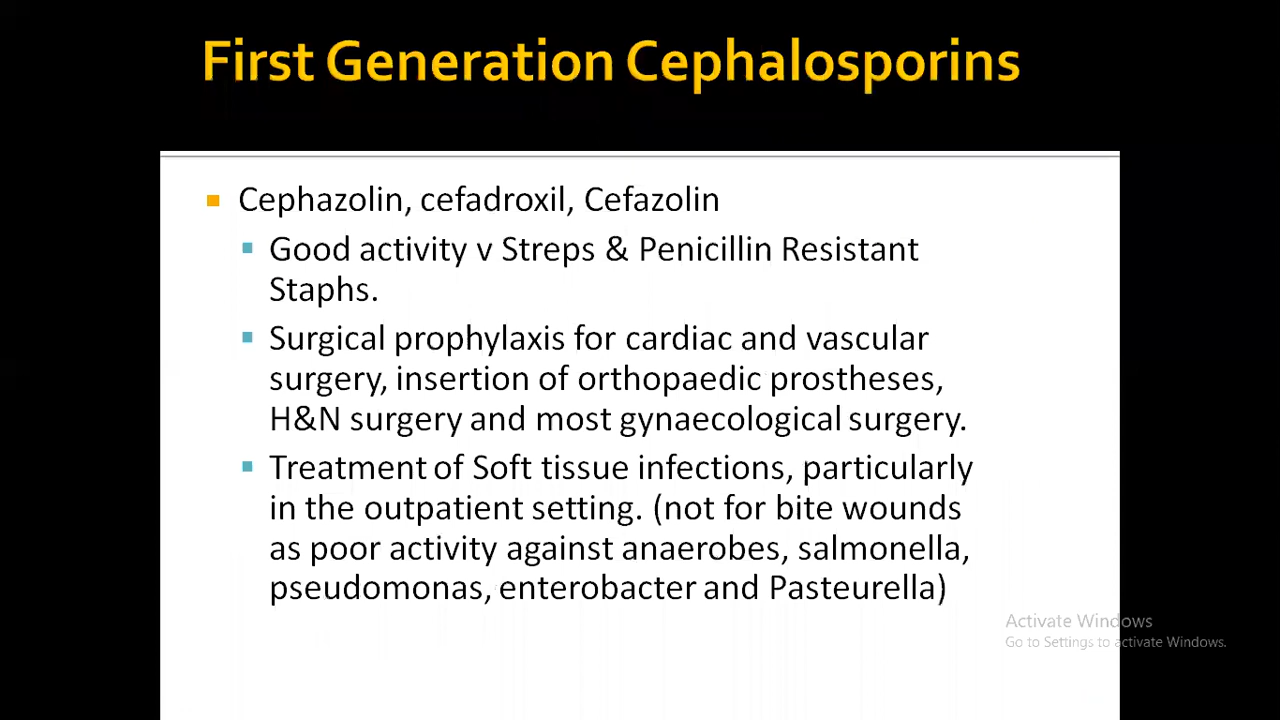 First Generation Cephalosporins
Cephazolin, cefadroxil, Cefazolin
Good activity v Streps & Penicillin Resistant
Staphs.
Surgical prophylaxis for cardiac and vascular
surgery, insertion of orthopaedic prostheses,
H&N surgery and most gynaecological surgery.
Treatment of Soft tissue infections, particularly
in the outpatient setting. (not for bite wounds
as poor activity against anaerobes, salmonella,
pseudomonas, enterobacter and Pasteurella)
Activate Windows
Go to Settings to activate Windows.